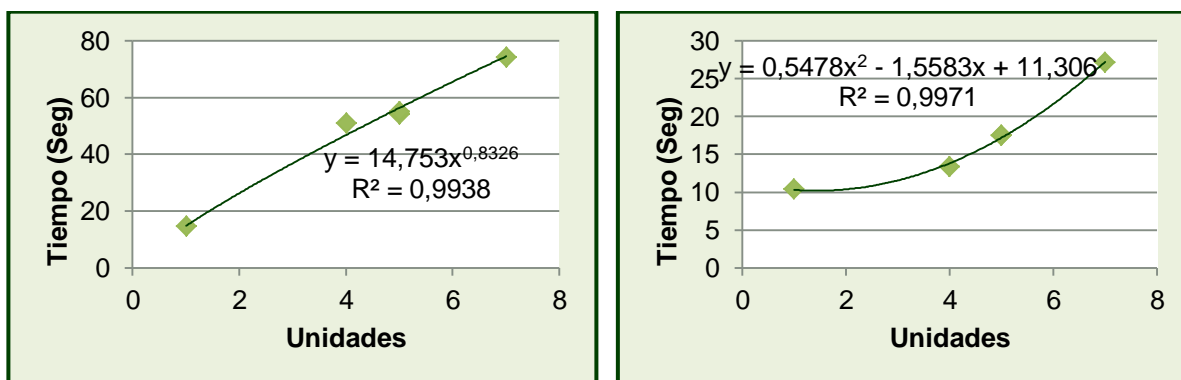 80
60
40
20
0
Tiempo (Seg)
y = 14,753x^0,8326
R² = 0,9938
0 2 4 6 8
Unidades
30
25
20
15
10
5
0
Tiempo (Seg)
y = 0,5478x² - 1,5583x + 11,306
R² = 0,9971
0 2 4 6 8
Unidades